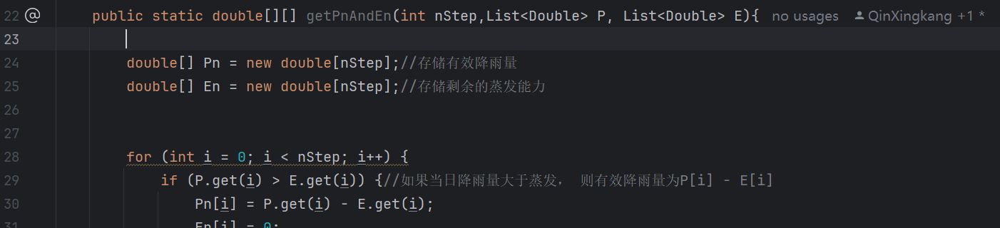 22 @ public static double[][] getPnAndEn(int nStep,List<Double> P, List<Double> E){ no usages QinXingkang +1 *
23
24 double[] Pn = new double[nStep];//存储有效降雨量
25 double[] En = new double[nStep];//存储剩余的蒸发能力
26
27
28 for (int i = 0; i < nStep; i++) {
29 if (P.get(i) > E.get(i)) {//如果当日降雨量大于蒸发， 则有效降雨量为P[i] - E[i]
30 Pn[i] = P.get(i) - E.get(i);
31 En[i] = 0;